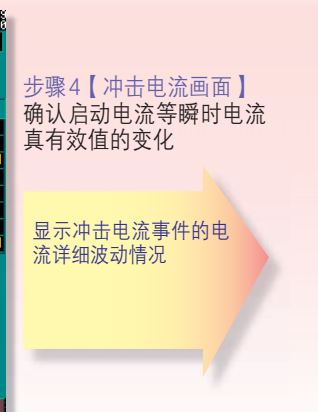 步骤4【冲击电流画面】
确认启动电流等瞬时电流
真有效值的变化
显示冲击电流事件的电
流详细波动情况